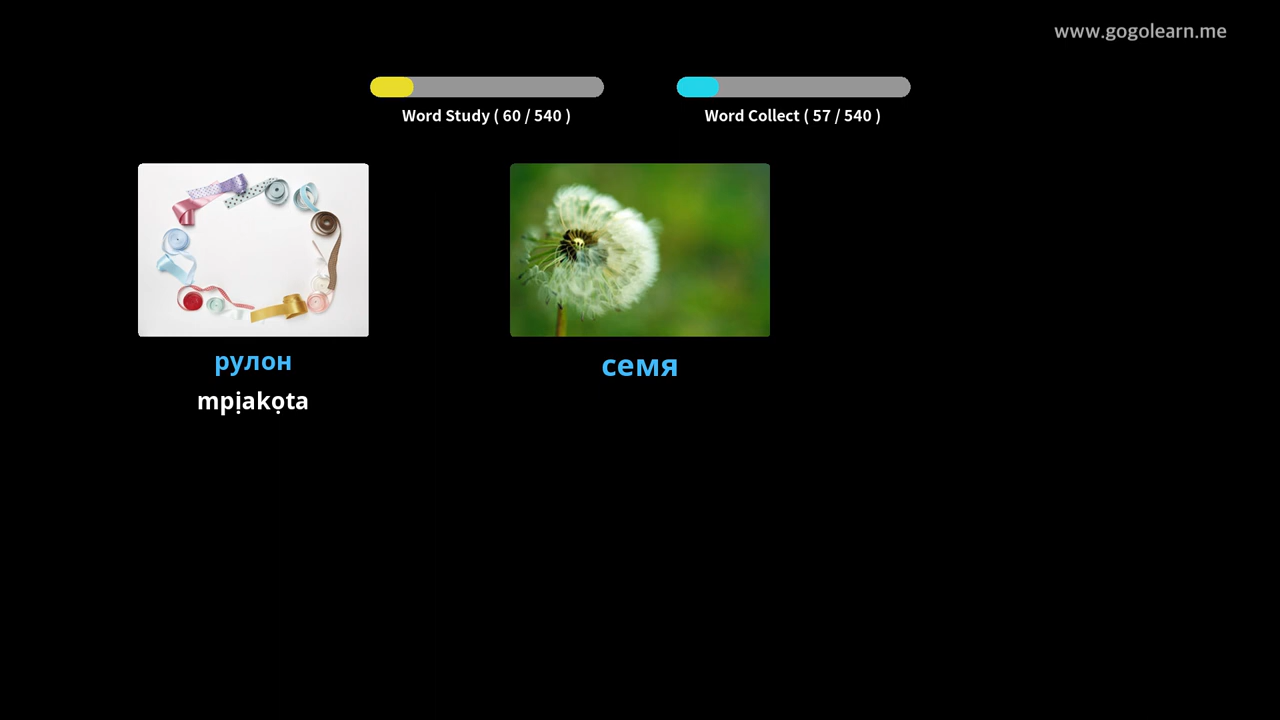 www.gogolearn.me
Word Study ( 60 / 540 )
Word Collect ( 57 / 540 )
рулон
mpịakọta
семя